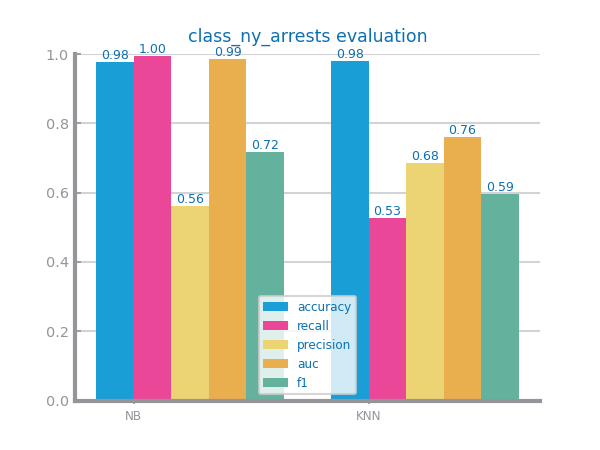 class_ny_arrests evaluation
1.0
0.8
0.6
0.4
0.2
0.0
0.98
1.00
0.56
0.99
0.72
0.98
0.53
0.68
0.76
0.59
accuracy
recall
precision
auc
f1
NB
KNN